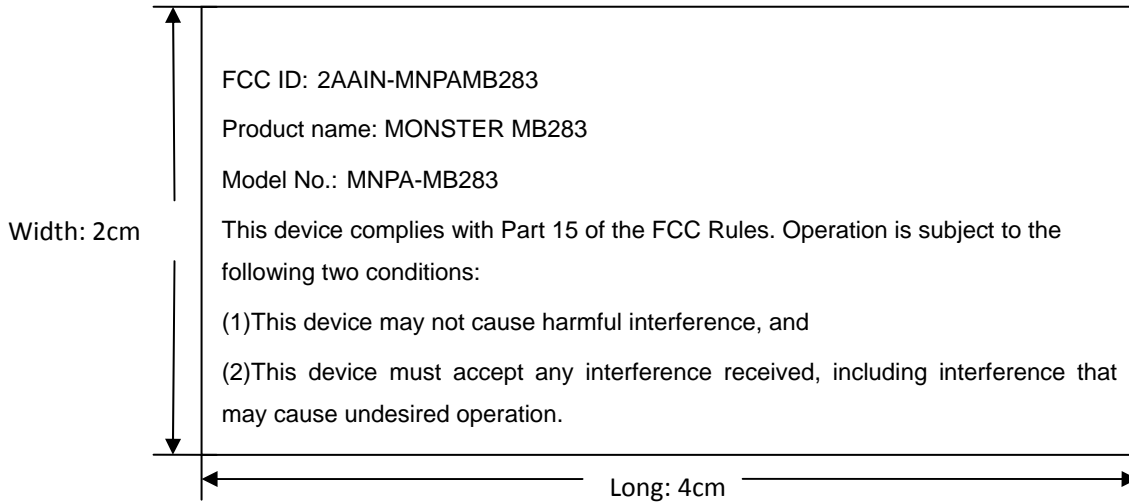 FCC ID: 2AAIN-MNPAMB283
Product name: MONSTER MB283
Model No.: MNPA-MB283
Width: 2cm
This device complies with Part 15 of the FCC Rules. Operation is subject to the
following two conditions:
(1)This device may not cause harmful interference, and
(2)This device must accept any interference received, including interference that
may cause undesired operation.
Long: 4cm